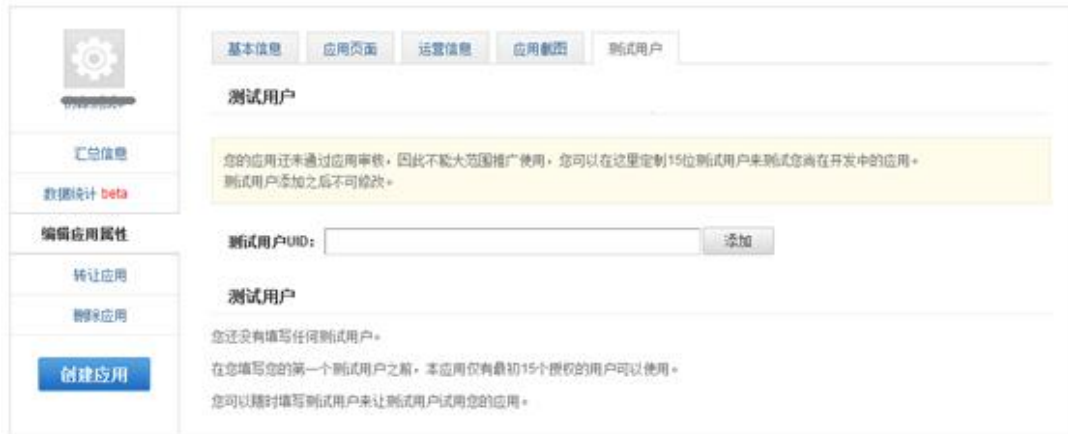 基本信息 应用页面 运营信息 应用截图 测试用户
测试用户
汇总信息
数据统计 beta
编辑应用属性
转让应用
删除应用
创建应用
您的应用还未通过应用审核，因此不能大范围推广使用，您可以在这里定制15位测试用户来测试您尚在开发中的应用。
测试用户添加之后不可修改。
测试用户UID： 添加
测试用户
您还没有填写任何测试用户。
在您填写您的第一个测试用户之前，本应用仅有最初15个授权的用户可以使用。
您可以随时填写测试用户来让测试用户试用您的应用。